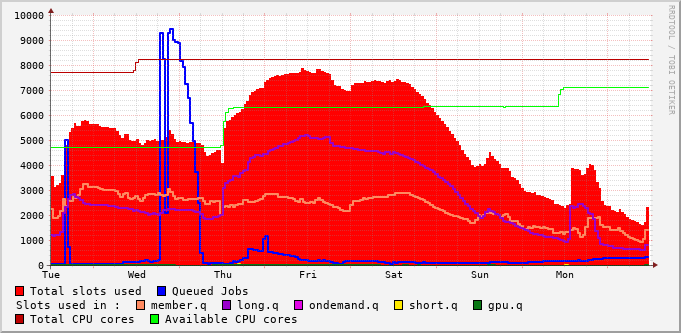 10000
9000
8000
7000
6000
5000
4000
3000
2000
1000
0
Tue Wed Thu Fri Sat Sun Mon
RRDTOOL / TOBI OETIKER
Total slots used Queued Jobs
Slots used in : member.q long.q ondemand.q short.q gpu.q
Total CPU cores Available CPU cores